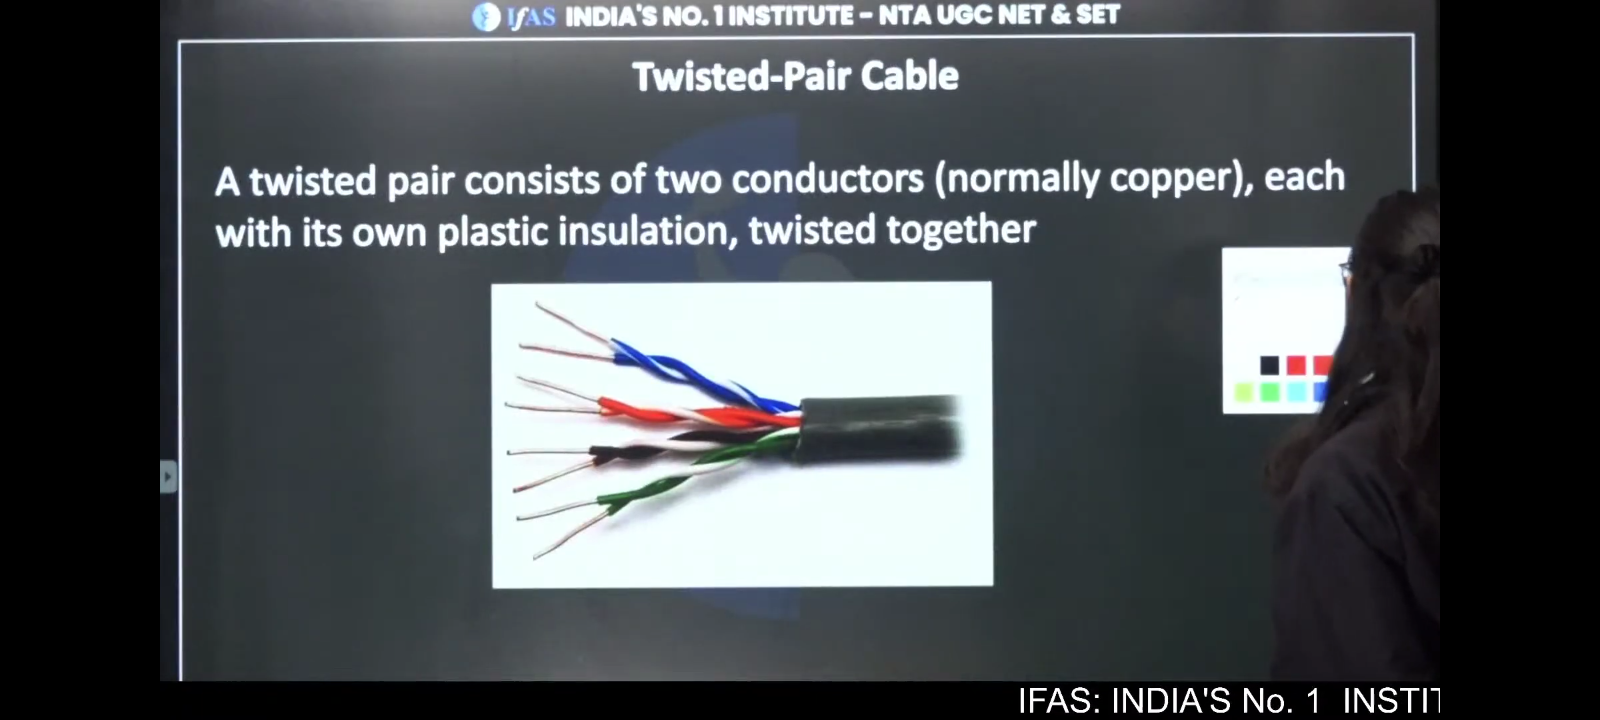 IfAS INDIA'S NO. 1 INSTITUTE – NTA UGC NET & SET
Twisted-Pair Cable
A twisted pair consists of two conductors (normally copper), each
with its own plastic insulation, twisted together
IFAS: INDIA'S No. 1 INSTIT